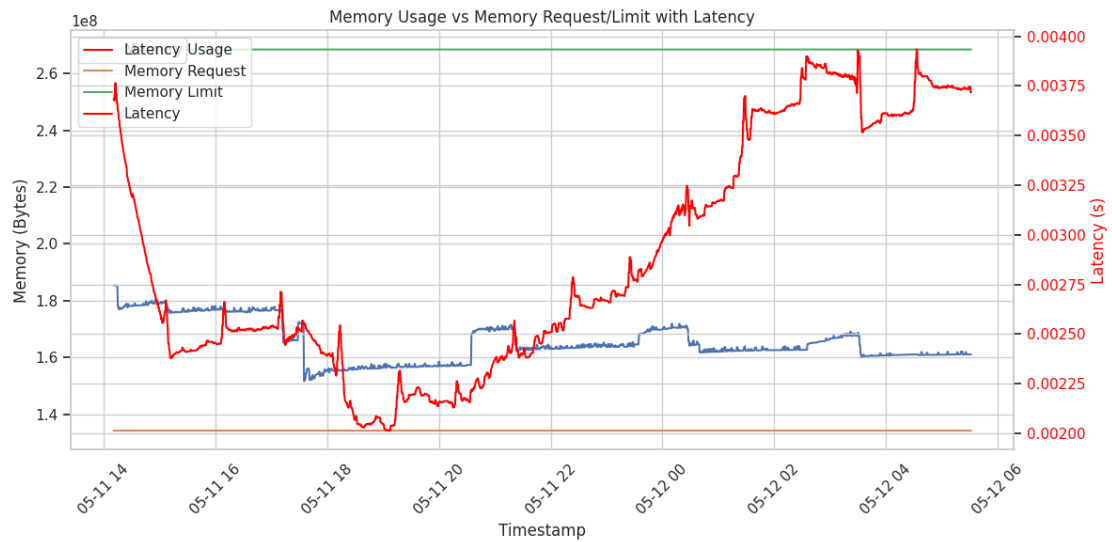 Memory Usage vs Memory Request/Limit with Latency
1e8
Latency Usage
Memory Request
Memory Limit
Latency
2.6
2.4
2.2
2.0
1.8
1.6
1.4
Memory (Bytes)
0.00400
0.00375
0.00350
0.00325
0.00300
0.00275
0.00250
0.00225
0.00200
Latency (s)
05-11 14
05-11 16
05-11 18
05-11 20
05-11 22
05-12 00
05-12 02
05-12 04
05-12 06
Timestamp